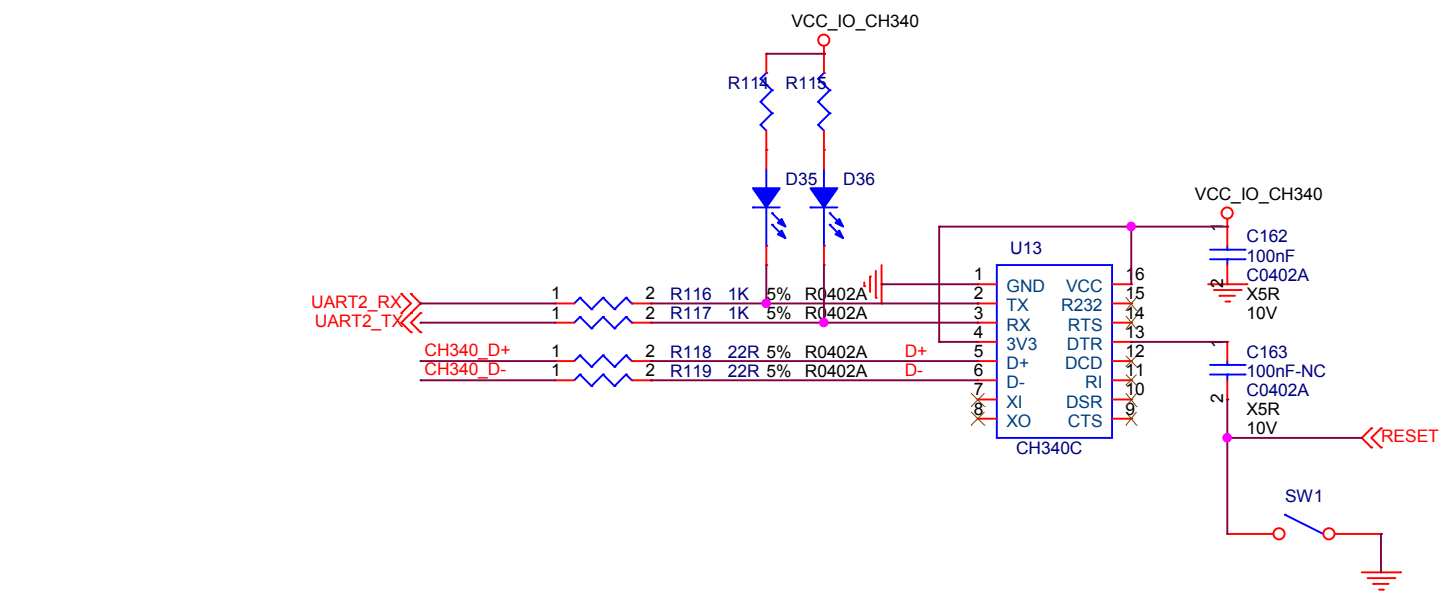 VCC_IO_CH340
R114 R115
D35 D36
VCC_IO_CH340
1
C162
100nF
C0402A
2
X5R
10V
U13
1 GND VCC 16
2 TX R232 15
3 RX RTS 14
4 3V3 DTR 13
5 D+ DCD 12
6 D- RI 11
7 XI DSR 10
8 XO CTS 9
CH340C
UART2_RX 1 2 R116 1K 5% R0402A
UART2_TX 1 2 R117 1K 5% R0402A
CH340_D+ 1 2 R118 22R 5% R0402A D+
CH340_D- 1 2 R119 22R 5% R0402A D-
1
C163
100nF-NC
C0402A
2
X5R
10V
RESET
SW1